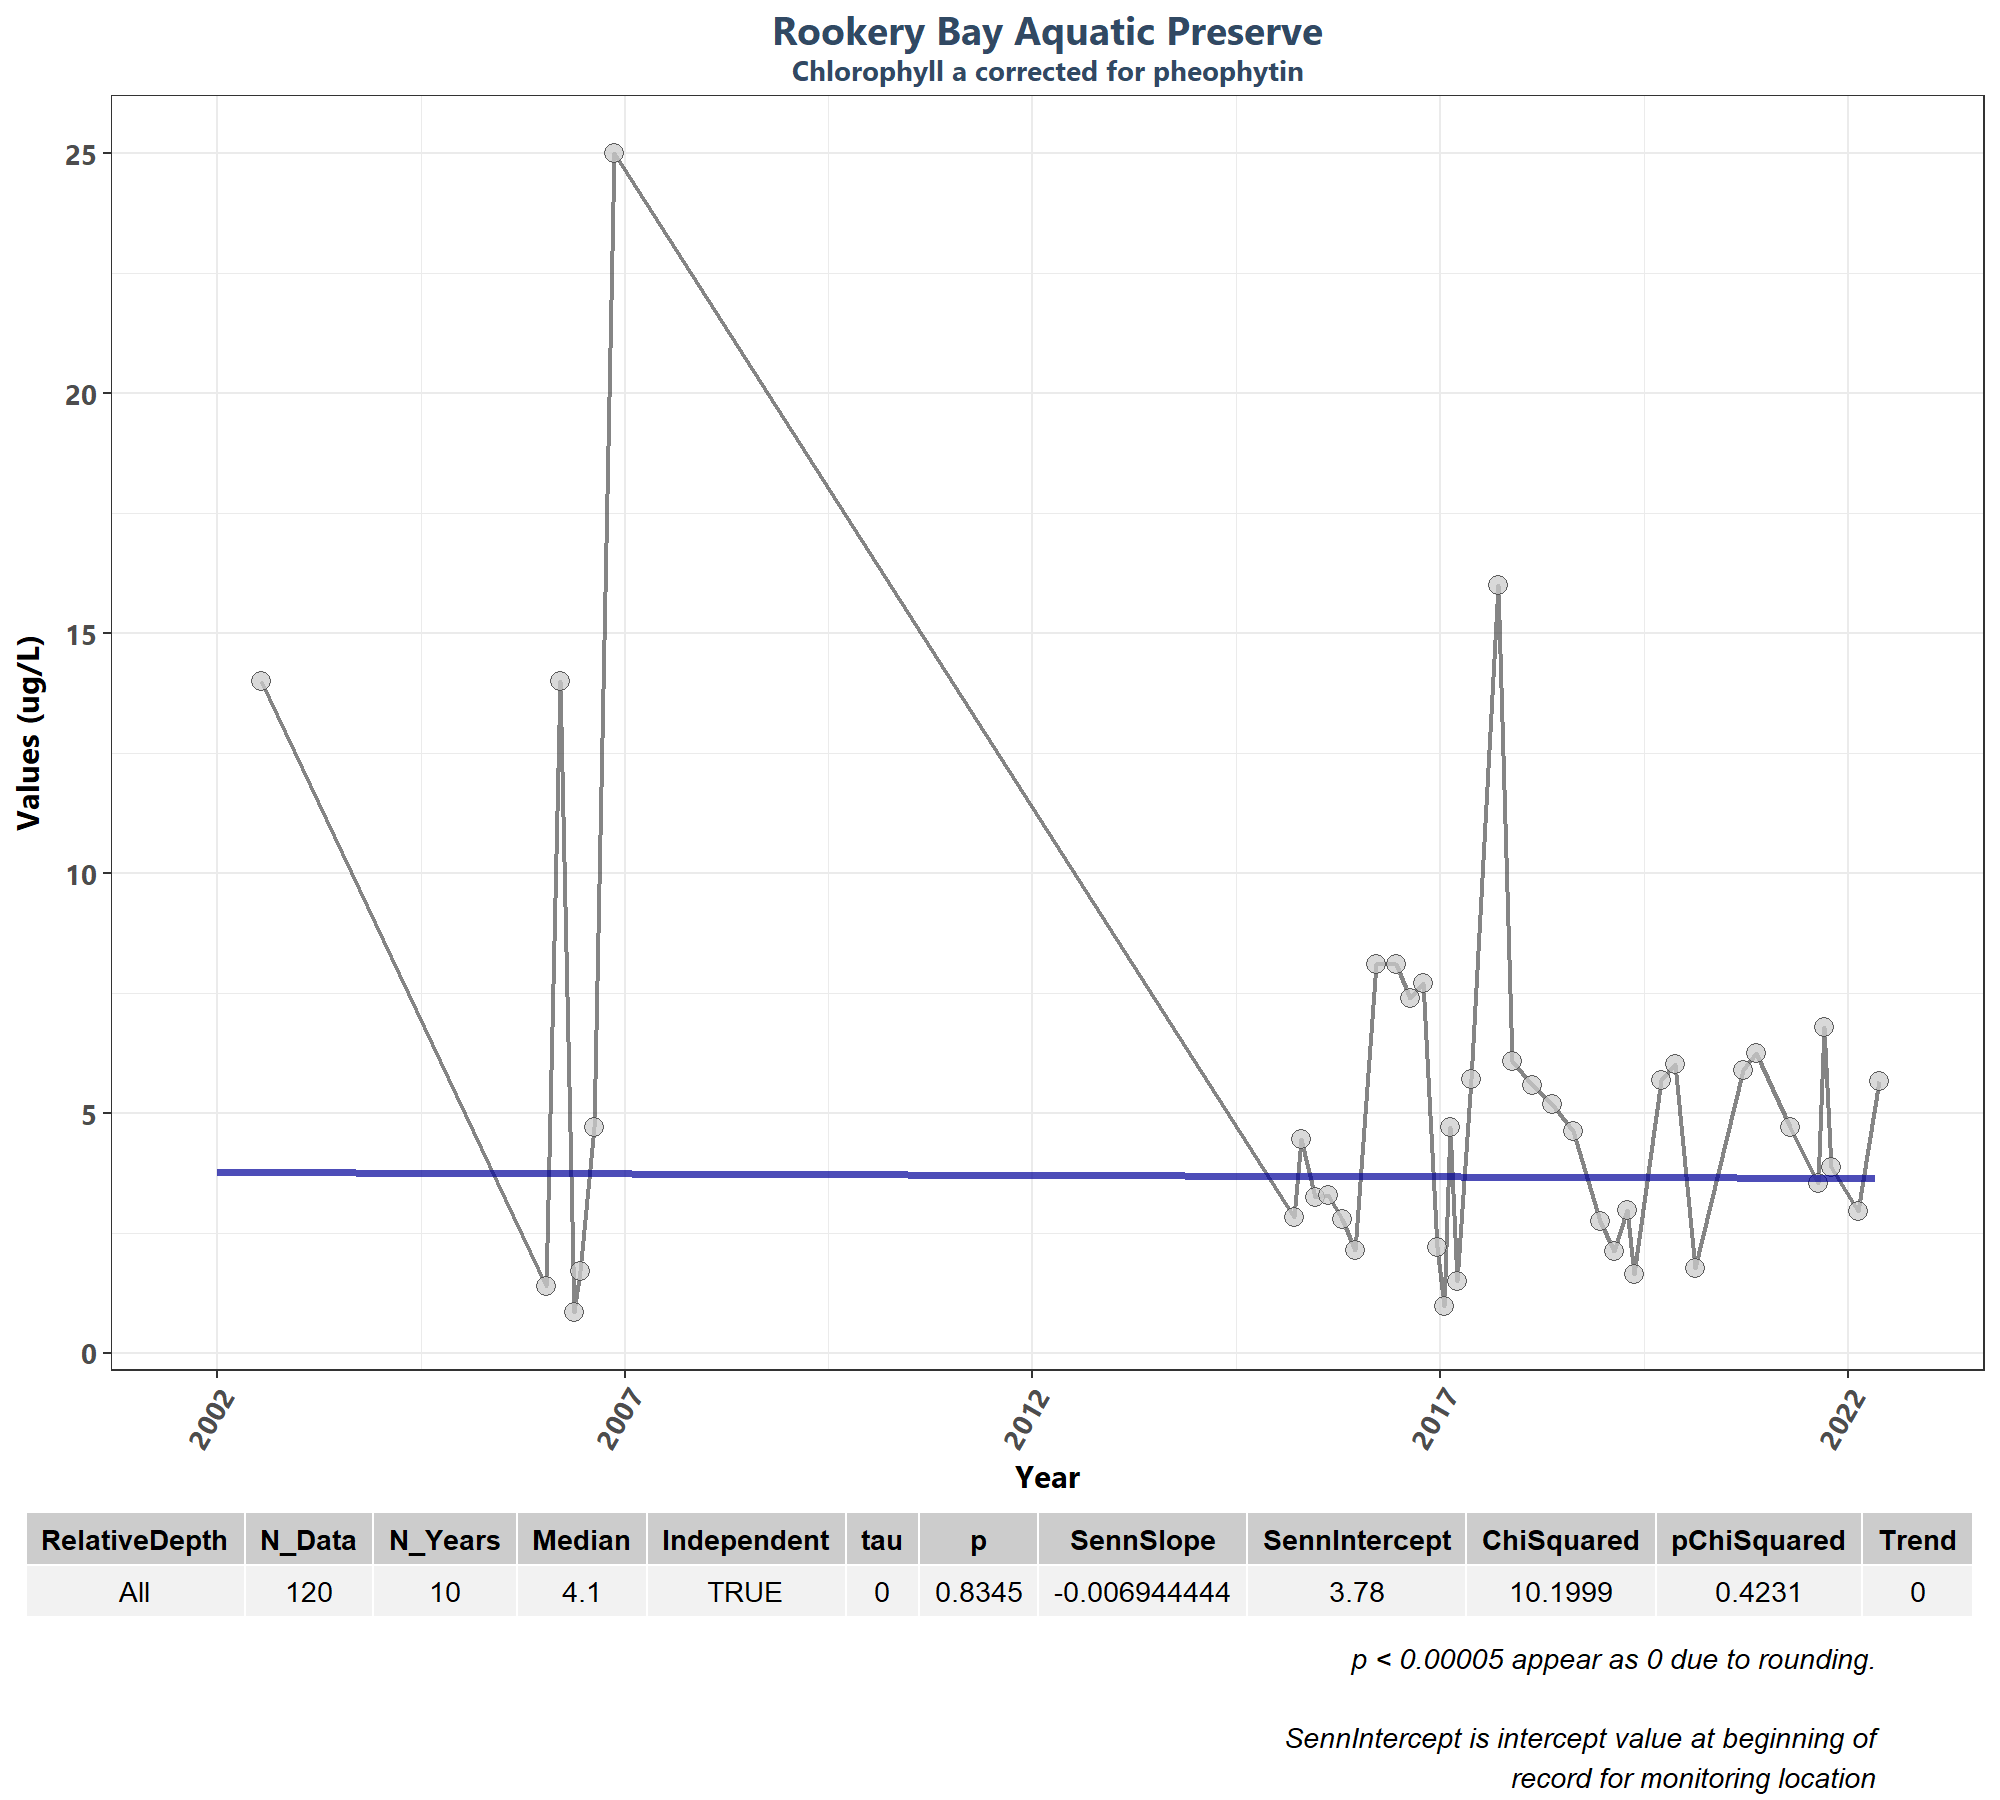 Rookery Bay Aquatic Preserve
Chlorophyll a corrected for pheophytin
Values (ug/L)
25
20
15
10
5
0
2002 2007 2012 2017 2022
Year
RelativeDepth N_Data N_Years Median Independent tau p SennSlope SennIntercept ChiSquared pChiSquared Trend
All 120 10 4.1 TRUE 0 0.8345 -0.006944444 3.78 10.1999 0.4231 0
p < 0.00005 appear as 0 due to rounding.
SennIntercept is intercept value at beginning of
record for monitoring location